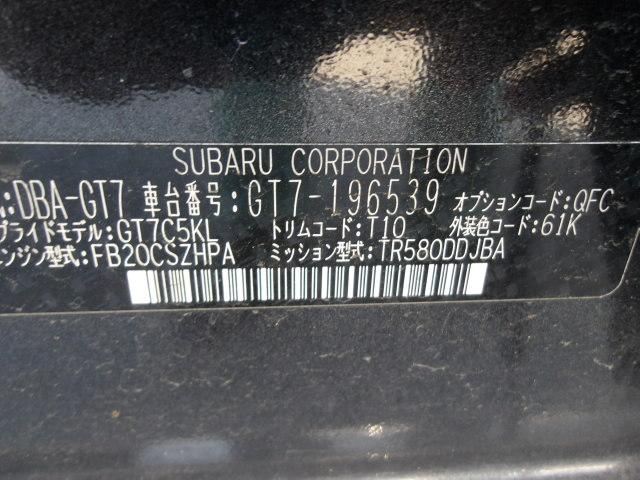 SUBARU CORPORATION
:DBA-GT7 車台番号:GT7-196539 オプションコード:QFC
プライドモデル:GT7C5KL トリムコード:T10 外装色コード:61K
エンジン型式:FB20CSZHPA ミッション型式:TR580DDJBA